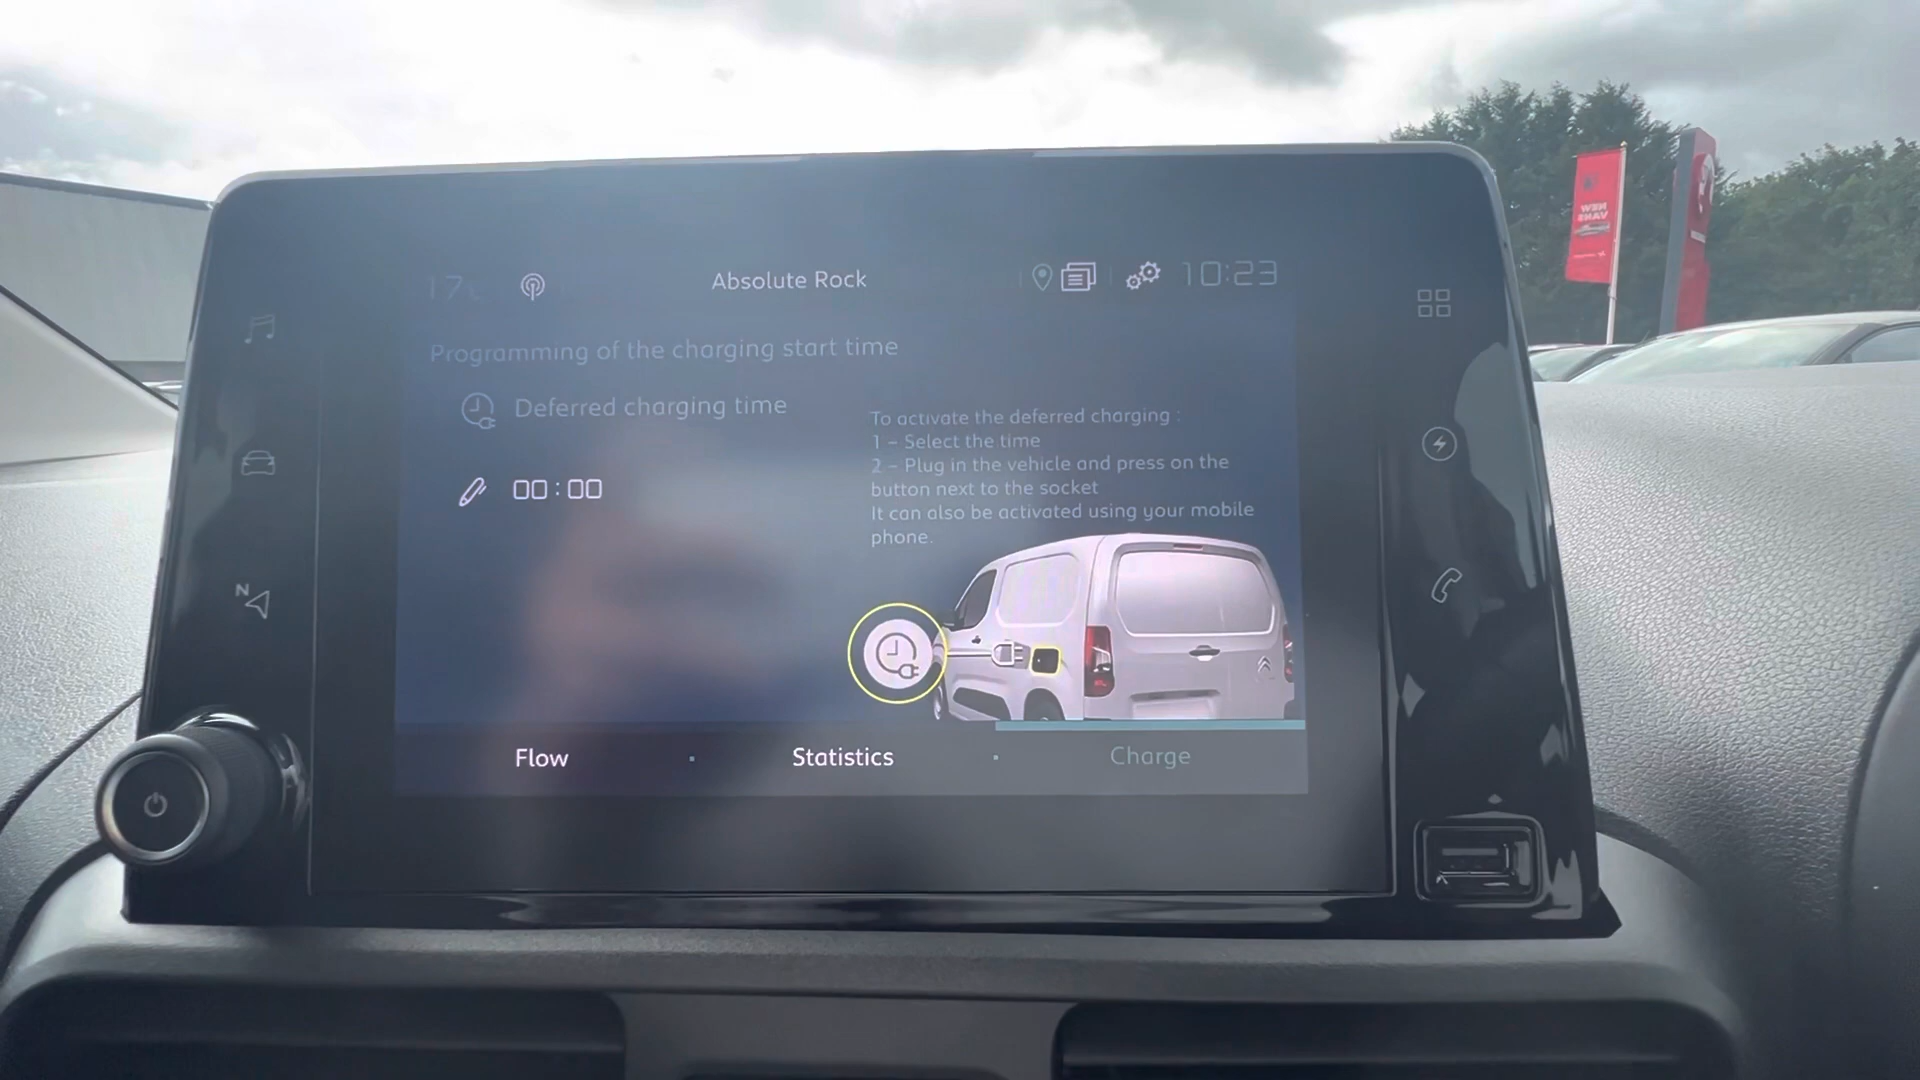 Absolute Rock
10:23
Programming of the charging start time
Deferred charging time
00:00
To activate the deferred charging :
1 - Select the time
2 - Plug in the vehicle and press on the
button next to the socket
It can also be activated using your mobile
phone.
N
Flow
Statistics
Charge
NEW
VANS